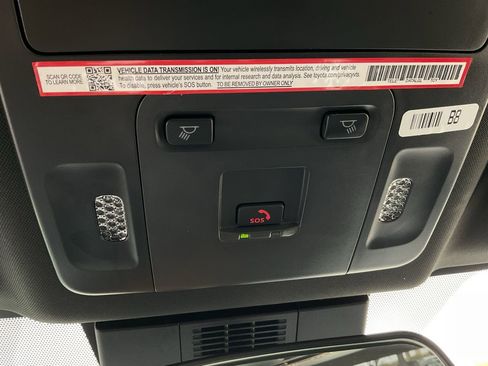 SCAN QR CODE
TO LEARN MORE
VEHICLE DATA TRANSMISSION IS ON! Your vehicle wirelessly transmits location, driving and vehicle
health data to deliver your services and for internal research and data analysis. See toyota.com/privacyvts.
To disable, press vehicle's SOS button. TO BE REMOVED BY OWNER ONLY
B8
SOS